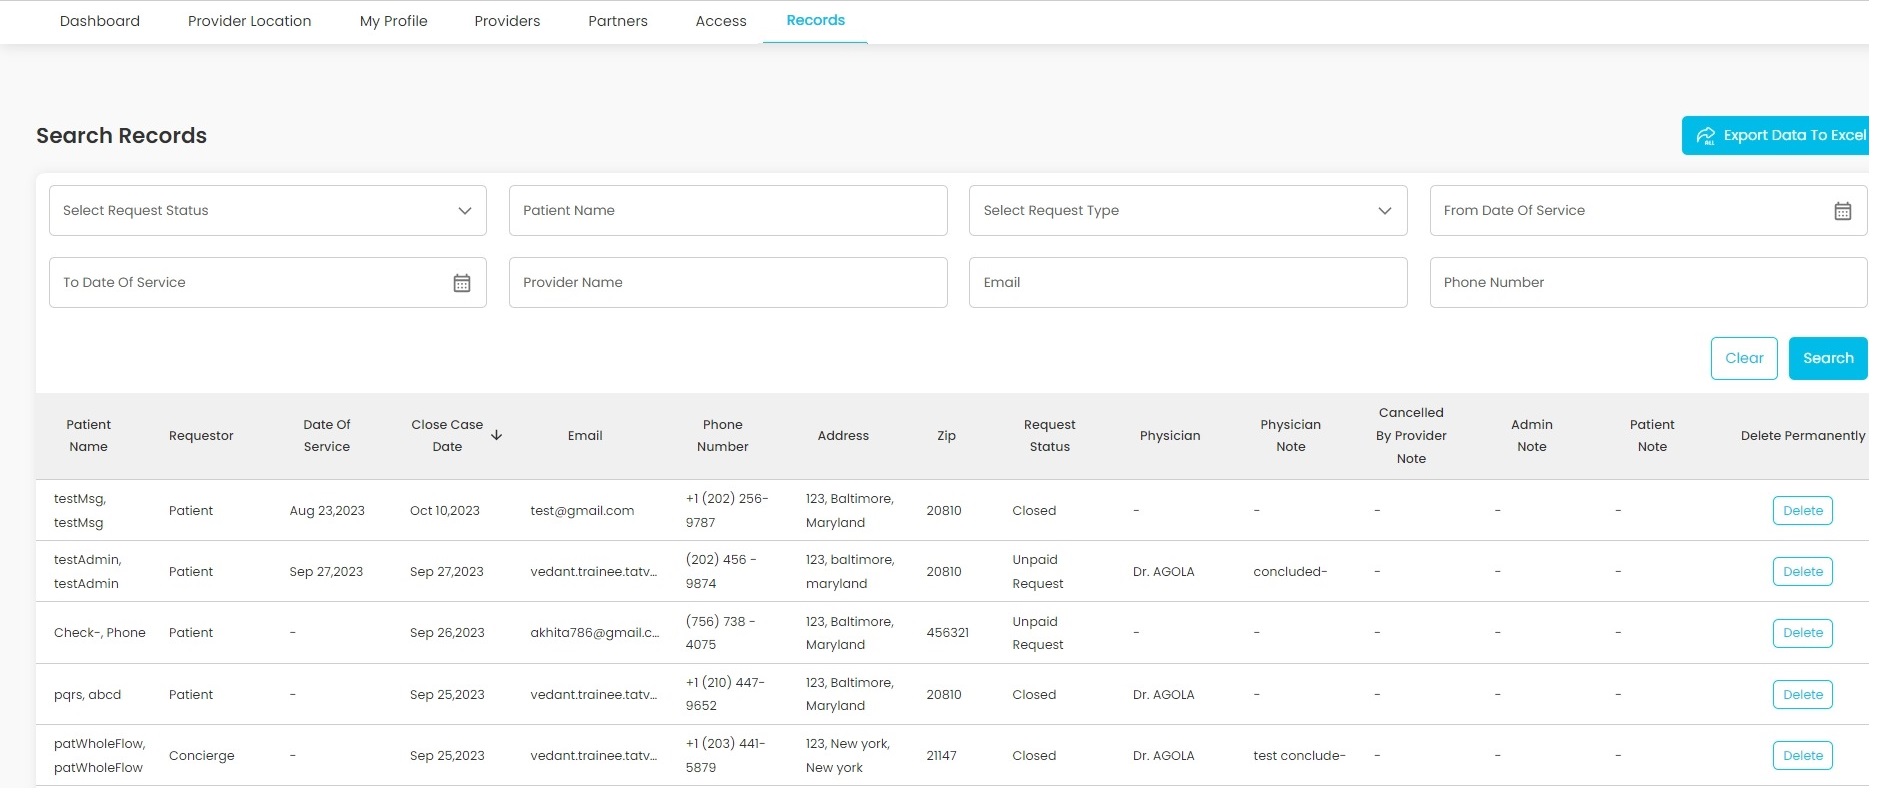 Dashboard Provider Location My Profile Providers Partners Access Records
Search Records
ALL Export Data To Excel
Select Request Status Patient Name Select Request Type From Date Of Service
To Date Of Service Provider Name Email Phone Number
Clear Search
Patient Name Requestor Date Of Service Close Case Date Email Phone Number Address Zip Request Status Physician Physician Note Cancelled By Provider Note Admin Note Patient Note Delete Permanently
testMsg, testMsg Patient Aug 23,2023 Oct 10,2023 test@gmail.com +1 (202) 256-9787 123, Baltimore, Maryland 20810 Closed - - - - - Delete
testAdmin, testAdmin Patient Sep 27,2023 Sep 27,2023 vedant.trainee.tatv... (202) 456 - 9874 123, baltimore, maryland 20810 Unpaid Request Dr. AGOLA concluded- - - - Delete
Check-, Phone Patient - Sep 26,2023 akhita786@gmail.c... (756) 738 - 4075 123, Baltimore, Maryland 456321 Unpaid Request - - - - - Delete
pqrs, abcd Patient - Sep 25,2023 vedant.trainee.tatv... +1 (210) 447-9652 123, Baltimore, Maryland 20810 Closed Dr. AGOLA - - - - Delete
patWholeFlow, patWholeFlow Concierge - Sep 25,2023 vedant.trainee.tatv... +1 (203) 441-5879 123, New york, New york 21147 Closed Dr. AGOLA test conclude- - - - Delete